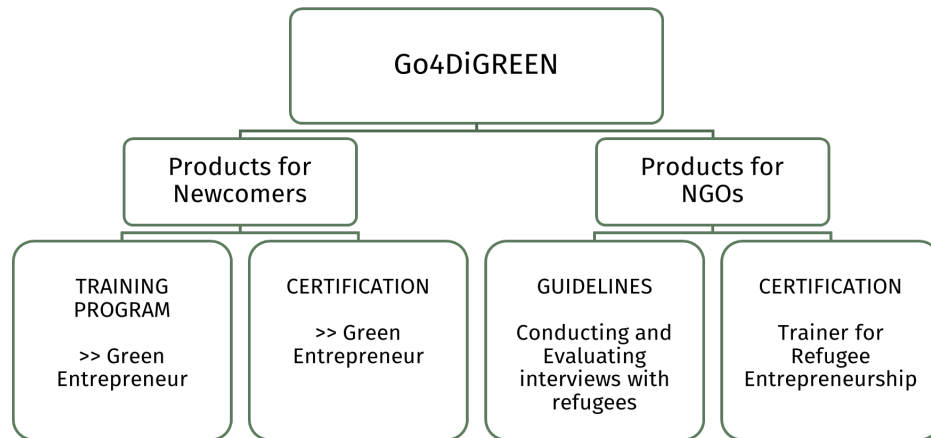 Go4DiGREEN
Products for
Newcomers
Products for
NGOs
TRAINING
PROGRAM
>> Green
Entrepreneur
CERTIFICATION
>> Green
Entrepreneur
GUIDELINES
Conducting and
Evaluating
interviews with
refugees
CERTIFICATION
Trainer for
Refugee
Entrepreneurship